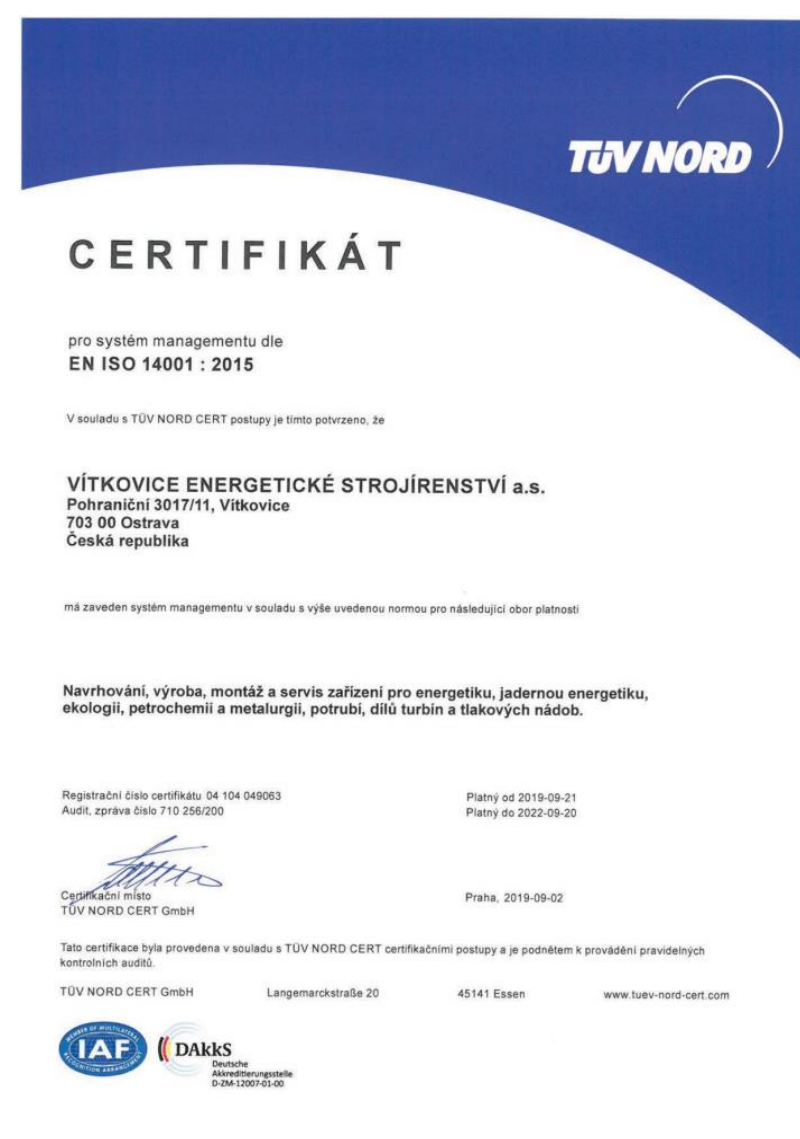 TÜV NORD
CERTIFIKÁT
pro systém managementu dle
EN ISO 14001 : 2015
V souladu s TÜV NORD CERT postupy je tímto potvrzeno, že
VÍTKOVICE ENERGETICKÉ STROJÍRENSTVÍ a.s.
Pohraniční 3017/11, Vítkovice
703 00 Ostrava
Česká republika
má zaveden systém managementu v souladu s výše uvedenou normou pro následující obor platnosti
Navrhování, výroba, montáž a servis zařízení pro energetiku, jadernou energetiku,
ekologii, petrochemii a metalurgii, potrubí, dílů turbín a tlakových nádob.
Registrační číslo certifikátu 04 104 049063
Audit, zpráva číslo 710 256/200
Platný od 2019-09-21
Platný do 2022-09-20
Certifikační místo
TÜV NORD CERT GmbH
Praha, 2019-09-02
Tato certifikace byla provedena v souladu s TÜV NORD CERT certifikačními postupy a je podnětem k provádění pravidelných
kontrolních auditů.
TÜV NORD CERT GmbH Langemarckstraße 20 45141 Essen www.tuev-nord-cert.com
MEMBER OF MULTILATERAL
IAF
RECOGNITION ARRANGEMENT
DAkkS
Deutsche
Akkreditierungsstelle
D-ZM-12007-01-00